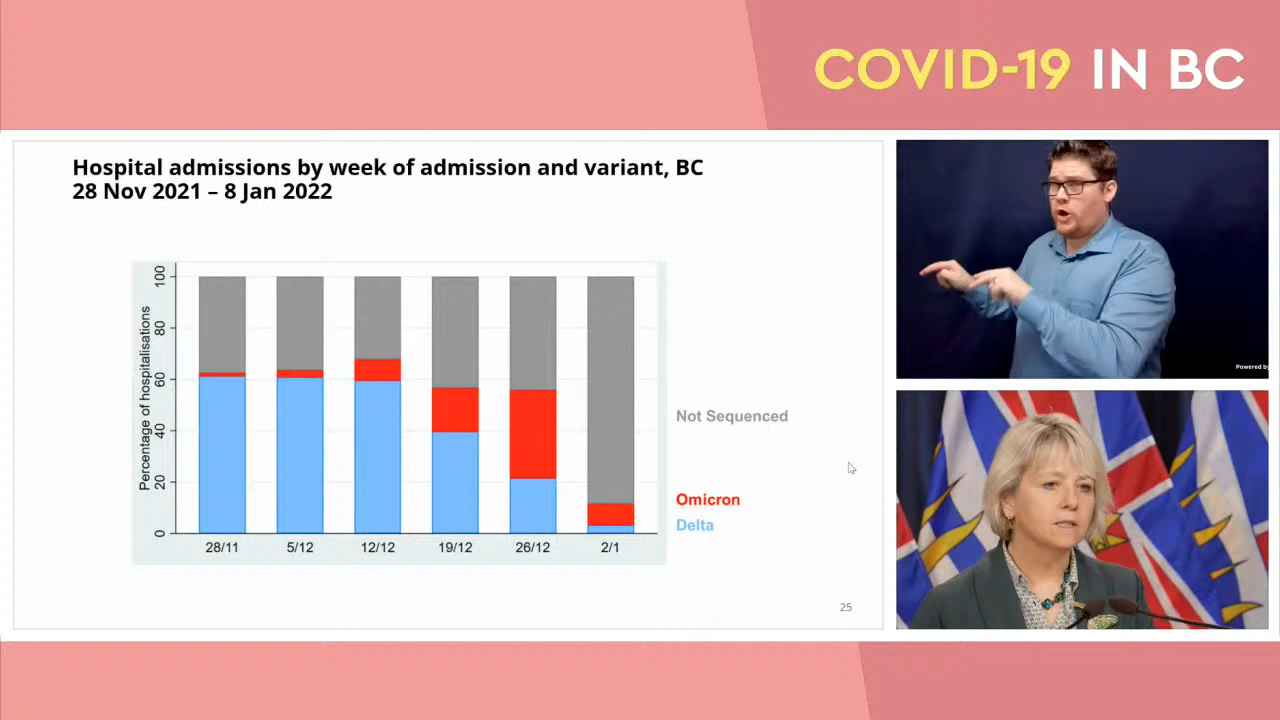 COVID-19 IN BC
Hospital admissions by week of admission and variant, BC
28 Nov 2021 – 8 Jan 2022
Percentage of hospitalisations
100
80
60
40
20
0
28/11
5/12
12/12
19/12
26/12
2/1
Not Sequenced
Omicron
Delta
25
Powered by